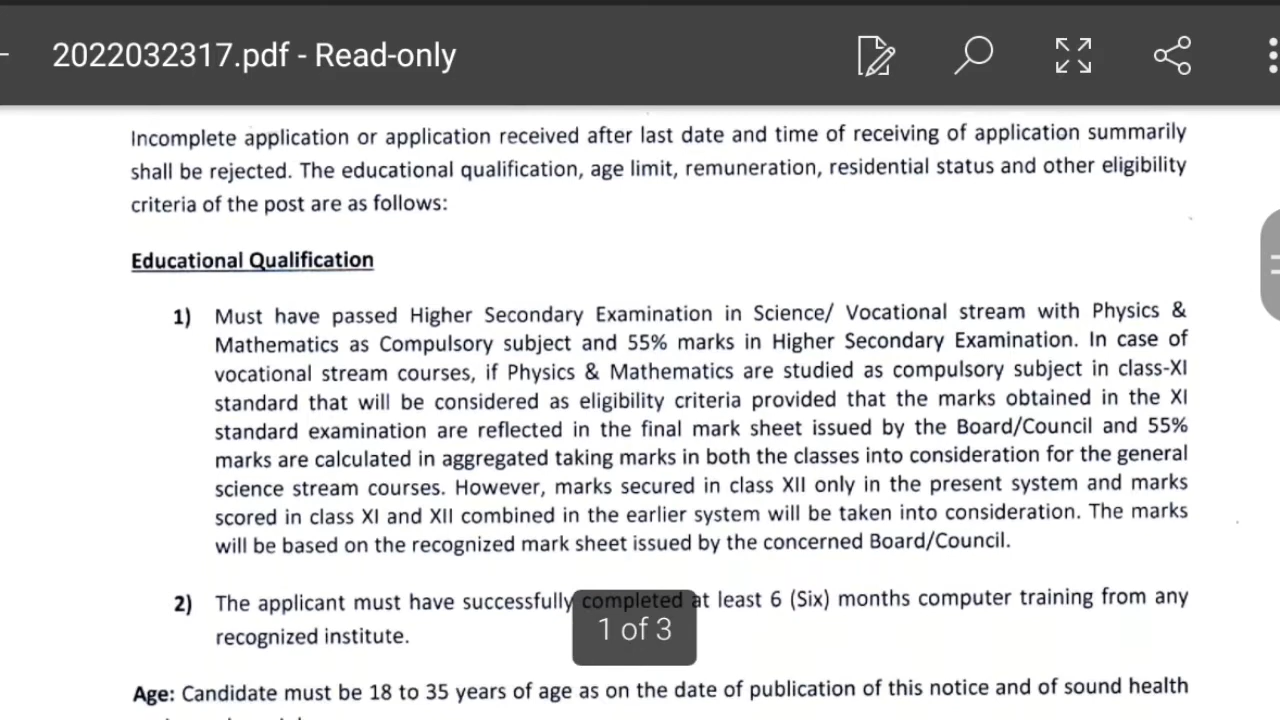 2022032317.pdf - Read-only
Incomplete application or application received after last date and time of receiving of application summarily
shall be rejected. The educational qualification, age limit, remuneration, residential status and other eligibility
criteria of the post are as follows:
Educational Qualification
1) Must have passed Higher Secondary Examination in Science/ Vocational stream with Physics &
Mathematics as Compulsory subject and 55% marks in Higher Secondary Examination. In case of
vocational stream courses, if Physics & Mathematics are studied as compulsory subject in class-XI
standard that will be considered as eligibility criteria provided that the marks obtained in the XI
standard examination are reflected in the final mark sheet issued by the Board/Council and 55%
marks are calculated in aggregated taking marks in both the classes into consideration for the general
science stream courses. However, marks secured in class XII only in the present system and marks
scored in class XI and XII combined in the earlier system will be taken into consideration. The marks
will be based on the recognized mark sheet issued by the concerned Board/Council.
2) The applicant must have successfully completed at least 6 (Six) months computer training from any
recognized institute.
1 of 3
Age: Candidate must be 18 to 35 years of age as on the date of publication of this notice and of sound health